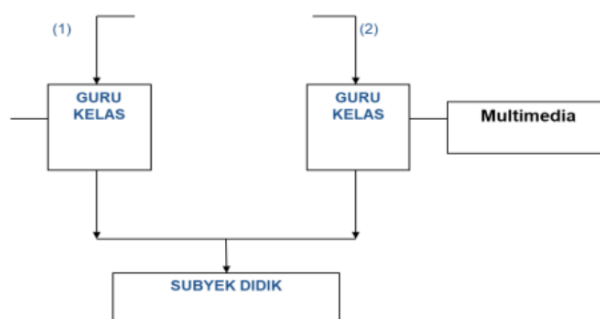 (1)
(2)
GURU
KELAS
GURU
KELAS
Multimedia
SUBYEK DIDIK